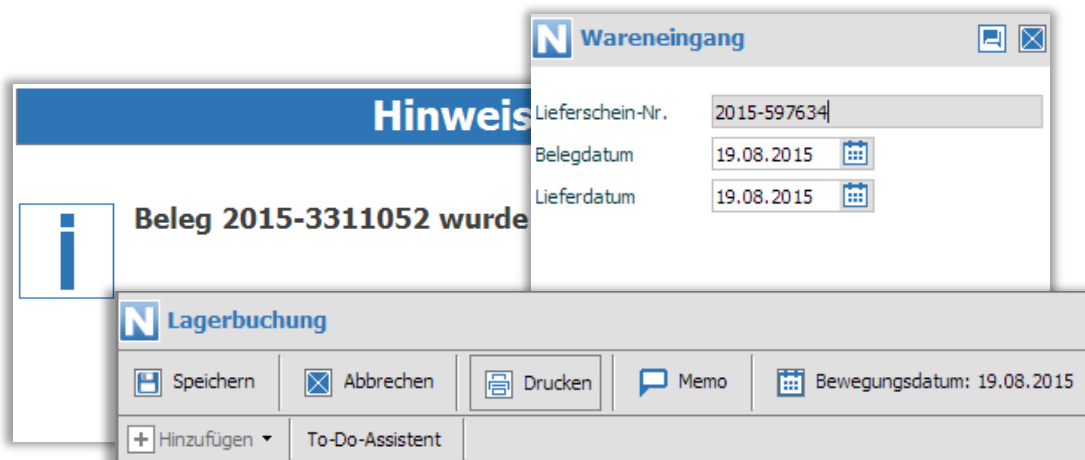 N Wareneingang
Hinweis
Lieferschein-Nr. 2015-597634
Belegdatum 19.08.2015
Lieferdatum 19.08.2015
i Beleg 2015-3311052 wurde
N Lagerbuchung
Speichern Abbrechen Drucken Memo Bewegungsdatum: 19.08.2015
Hinzufügen To-Do-Assistent